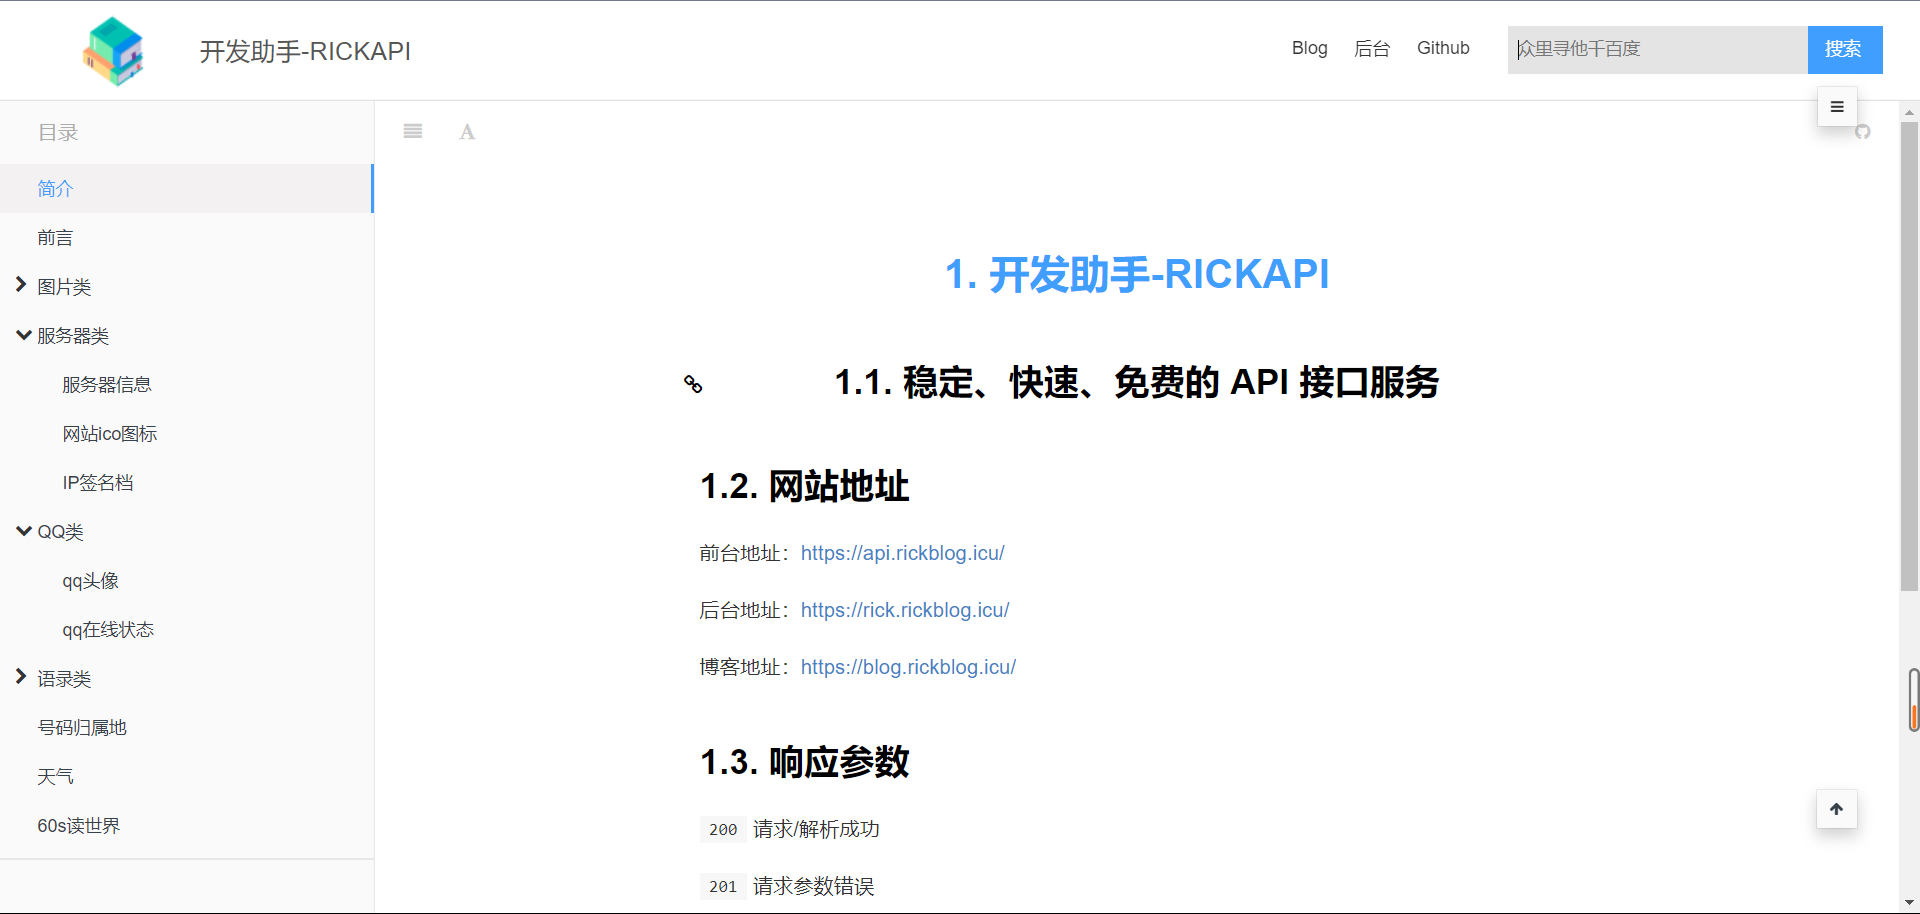 开发助手-RICKAPI
Blog 后台 Github
众里寻他千百度
搜索
目录
简介
前言
图片类
服务器类
服务器信息
网站ico图标
IP签名档
QQ类
qq头像
qq在线状态
语录类
号码归属地
天气
60s读世界
A
1. 开发助手-RICKAPI
1.1. 稳定、快速、免费的 API 接口服务
1.2. 网站地址
前台地址：https://api.rickblog.icu/
后台地址：https://rick.rickblog.icu/
博客地址：https://blog.rickblog.icu/
1.3. 响应参数
200 请求/解析成功
201 请求参数错误